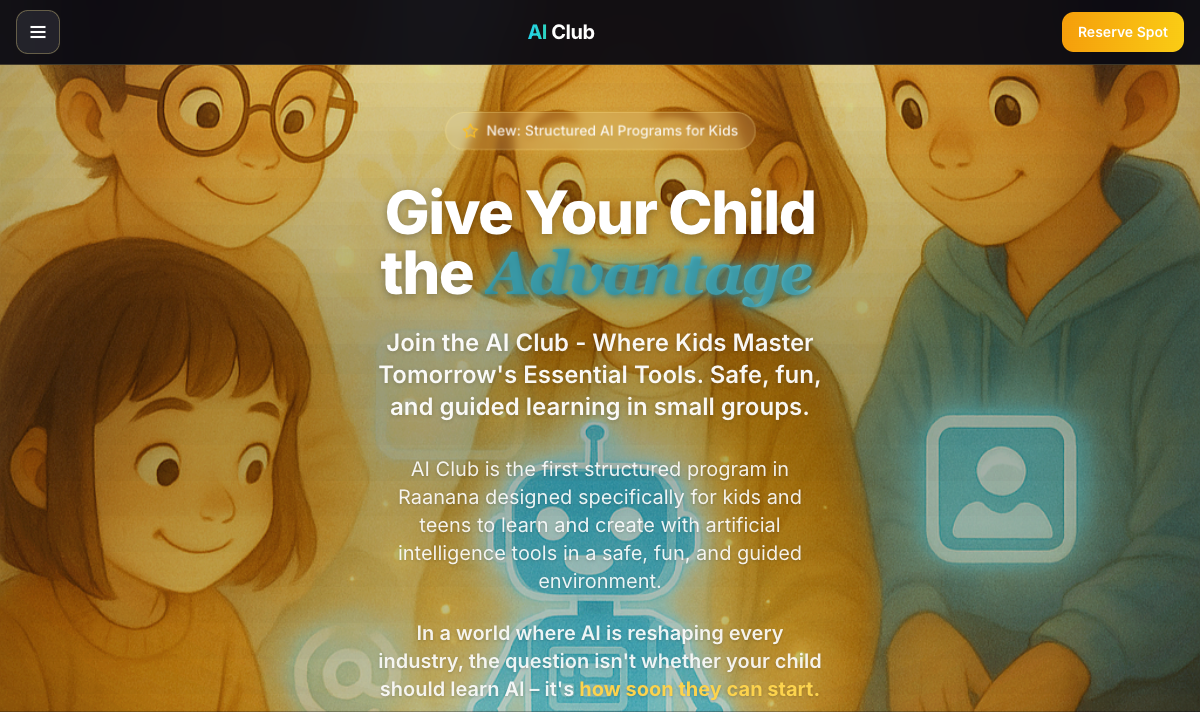 AI Club
Reserve Spot
New: Structured AI Programs for Kids
Give Your Child
the Advantage
Join the AI Club - Where Kids Master
Tomorrow's Essential Tools. Safe, fun,
and guided learning in small groups.
AI Club is the first structured program in
Raanana designed specifically for kids and
teens to learn and create with artificial
intelligence tools in a safe, fun, and guided
environment.
In a world where AI is reshaping every
industry, the question isn't whether your child
should learn AI – it's how soon they can start.